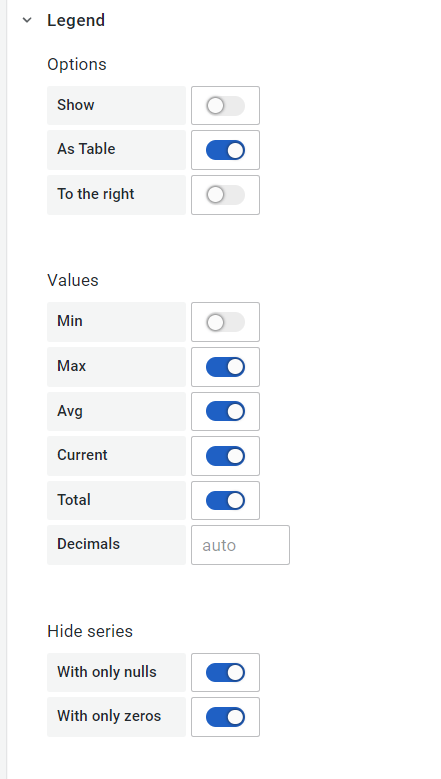 Legend
Options
Show
As Table
To the right
Values
Min
Max
Avg
Current
Total
Decimals auto
Hide series
With only nulls
With only zeros